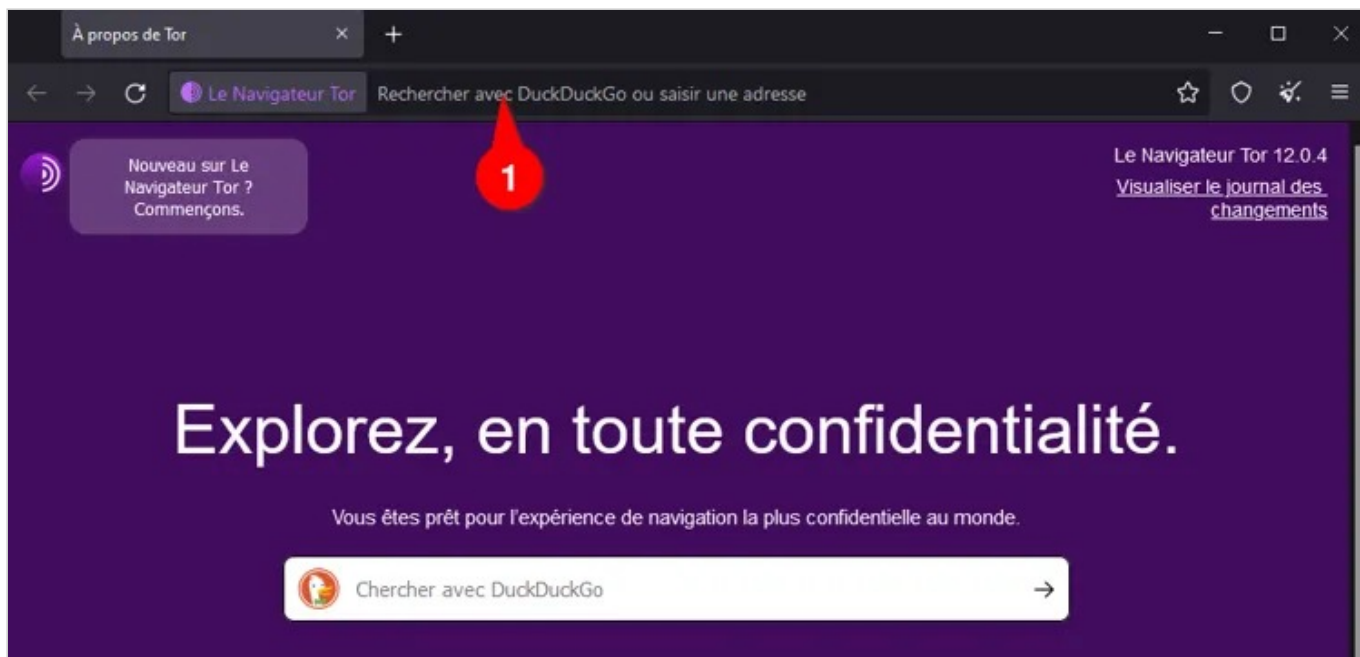 À propos de Tor
Le Navigateur Tor
Rechercher avec DuckDuckGo ou saisir une adresse
1
Nouveau sur Le
Navigateur Tor ?
Commençons.
Le Navigateur Tor 12.0.4
Visualiser le journal des
changements
Explorez, en toute confidentialité.
Vous êtes prêt pour l’expérience de navigation la plus confidentielle au monde.
Chercher avec DuckDuckGo